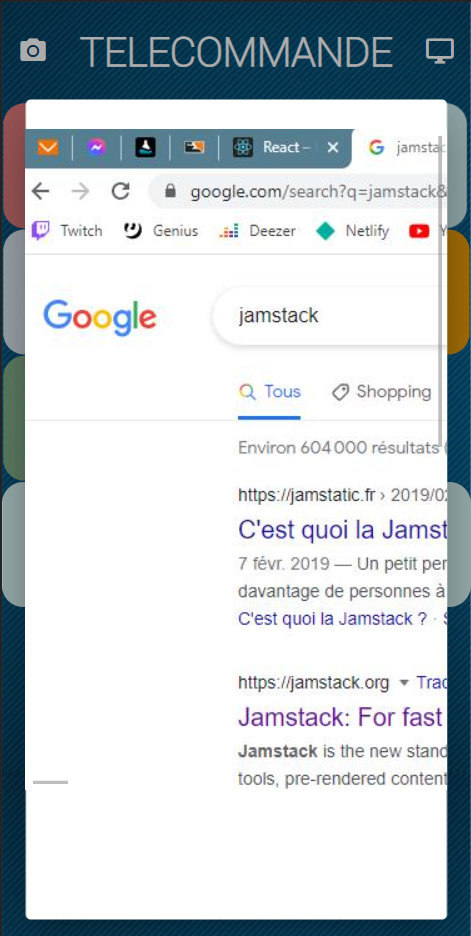 TELECOMMANDE
React –
jamstac
google.com/search?q=jamstack&
Twitch Genius Deezer Netlify Y
Google
jamstack
Tous Shopping
Environ 604 000 résultats (
https://jamstatic.fr › 2019/02
C'est quoi la Jamst
7 févr. 2019 — Un petit per
davantage de personnes à
C'est quoi la Jamstack ? · S
https://jamstack.org Trad
Jamstack: For fast
Jamstack is the new stand
tools, pre-rendered content